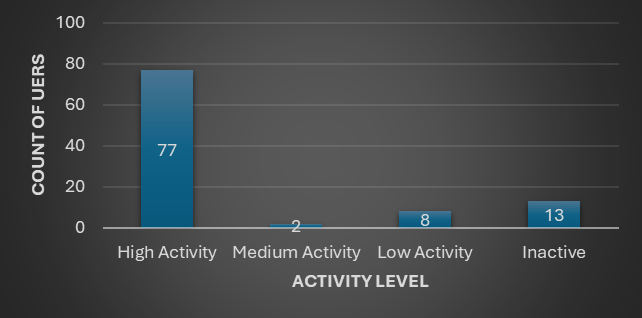 100
80
60
40
20
0
COUNT OF UERS
77
2
8
13
High Activity
Medium Activity
Low Activity
Inactive
ACTIVITY LEVEL